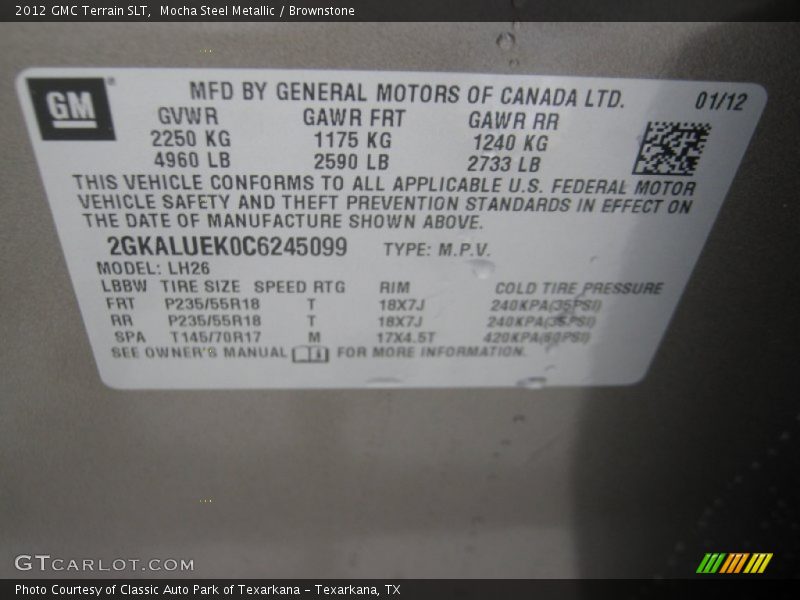 2012 GMC Terrain SLT,  Mocha Steel Metallic / Brownstone
GM
MFD BY GENERAL MOTORS OF CANADA LTD. 01/12
GVWR GAWR FRT GAWR RR
2250 KG 1175 KG 1240 KG
4960 LB 2590 LB 2733 LB
THIS VEHICLE CONFORMS TO ALL APPLICABLE U.S. FEDERAL MOTOR
VEHICLE SAFETY AND THEFT PREVENTION STANDARDS IN EFFECT ON
THE DATE OF MANUFACTURE SHOWN ABOVE.
2GKALUEK0C6245099 TYPE: M.P.V.
MODEL: LH26
LBBW TIRE SIZE SPEED RTG RIM COLD TIRE PRESSURE
FRT P235/55R18 T 18X7J 240KPA(35PSI)
RR P235/55R18 T 18X7J 240KPA(35PSI)
SPA T145/70R17 M 17X4.5T 420KPA(60PSI)
SEE OWNER'S MANUAL FOR MORE INFORMATION.
GTCARLOT.COM
Photo Courtesy of Classic Auto Park of Texarkana - Texarkana, TX